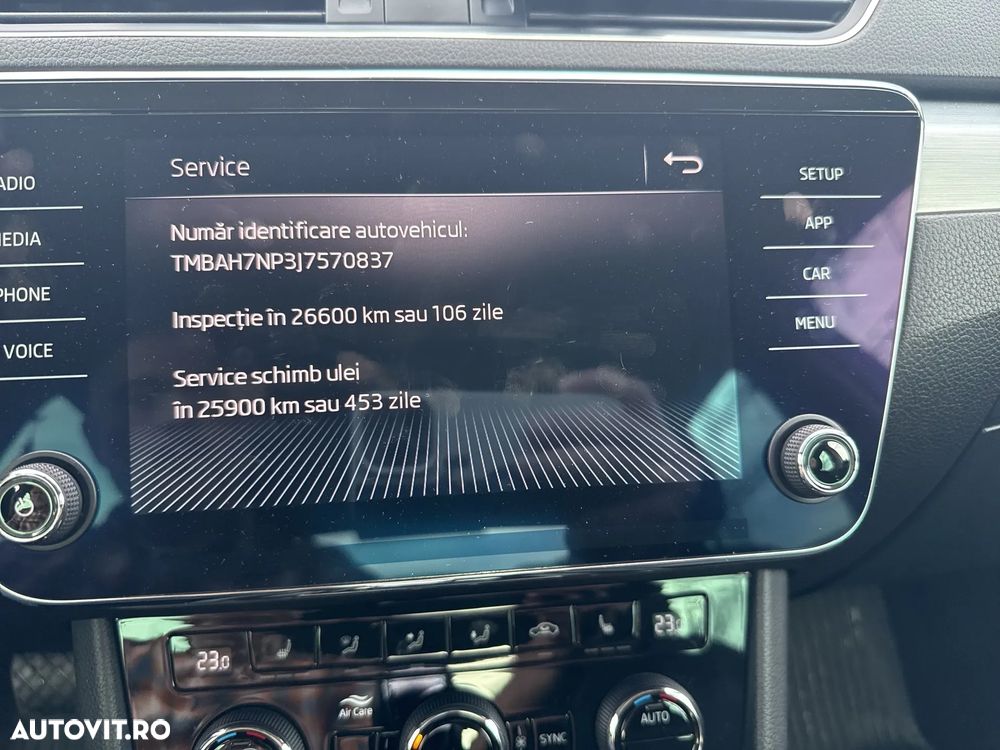 Service
SETUP
ADIO
Număr identificare autovehicul:
TMBAH7NP3J7570837
APP
EDIA
CAR
PHONE
Inspecție în 26600 km sau 106 zile
MENU
VOICE
Service schimb ulei
în 25900 km sau 453 zile
23.0
23.0
Air Care
AUTO
SYNC
AUTOVIT.RO